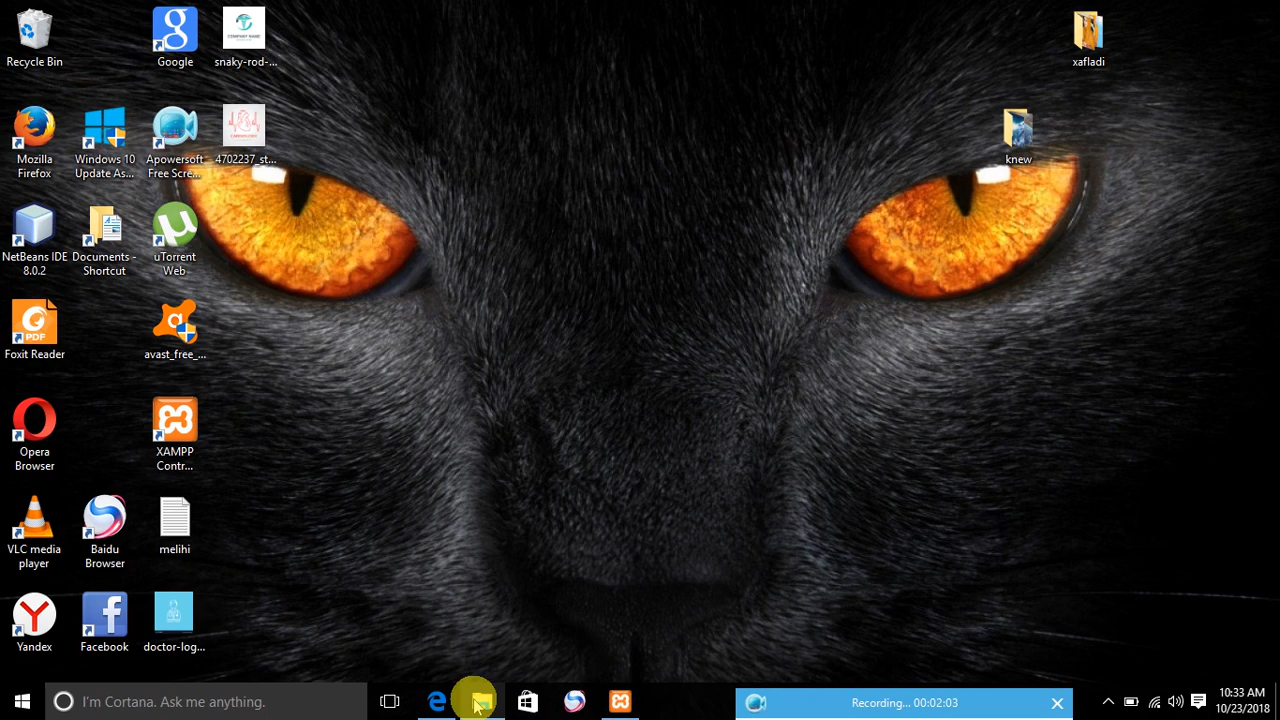 Recycle Bin
Google
COMPANY NAME
snaky-rod-...
xafladi
Mozilla
Firefox
Windows 10
Update As...
Apowersoft
Free Scre...
4702237_st...
knew
NetBeans IDE
8.0.2
Documents -
Shortcut
uTorrent
Web
PDF
Foxit Reader
avast_free_...
Opera
Browser
XAMPP
Contr...
VLC media
player
Baidu
Browser
melihi
Yandex
Facebook
doctor-log...
I'm Cortana. Ask me anything.
Recording... 00:02:03
10:33 AM
10/23/2018